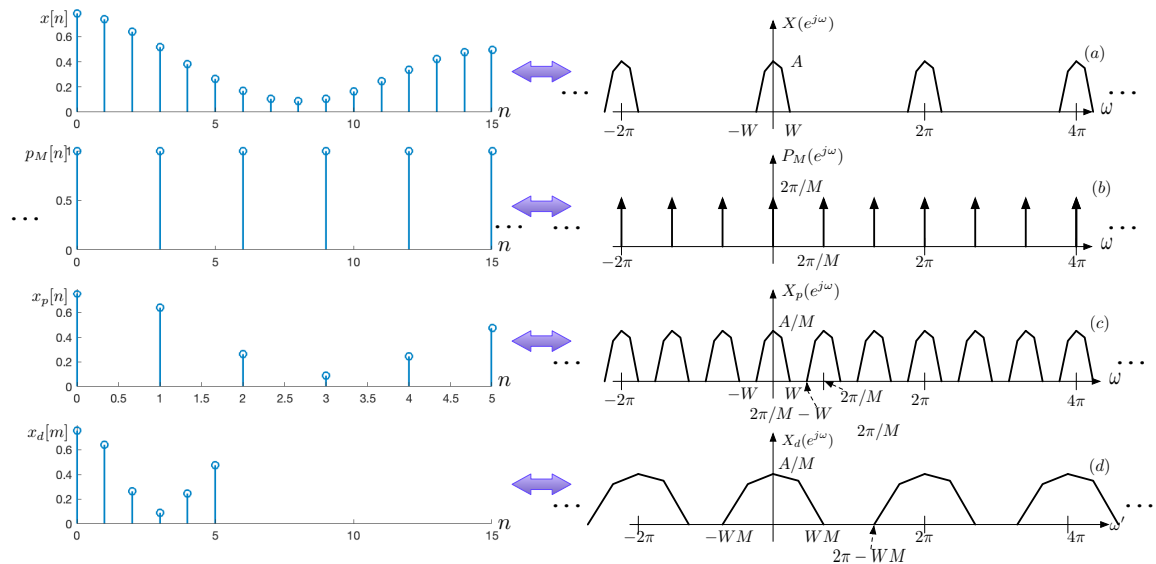 x[n]
0.6
0.4
0.2
0
0 5 10 15
n
X(e^{jω})
A
(a)
... ...
−2π −W W 2π 4π
ω
p_M[n]
1
0.5
0
0 5 10 15
n
... ...
P_M(e^{jω})
2π/M
(b)
... ...
−2π 2π/M 2π 4π
ω
x_p[n]
0.6
0.4
0.2
0
0 0.5 1 1.5 2 2.5 3 3.5 4 4.5 5
n
X_p(e^{jω})
A/M
(c)
... ...
−2π −W W 2π/M 2π 4π
ω
2π/M − W
2π/M
x_d[m]
0.6
0.4
0.2
0
0 5 10 15
n
X_d(e^{jω})
A/M
(d)
... ...
−2π −WM WM 2π 4π
ω'
2π − WM